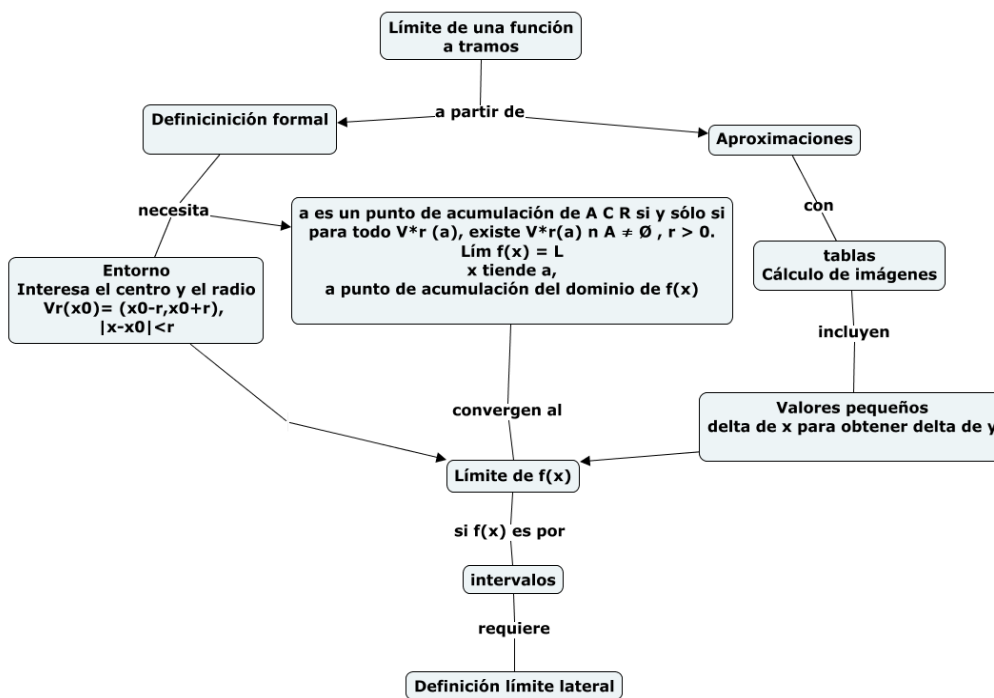 Límite de una función
a tramos
a partir de
Definicinición formal
Aproximaciones
necesita
con
a es un punto de acumulación de A C R si y sólo si
para todo V*r (a), existe V*r(a) n A ≠ Ø , r > 0.
Lím f(x) = L
x tiende a,
a punto de acumulación del dominio de f(x)
Entorno
Interesa el centro y el radio
Vr(x0)= (x0-r,x0+r),
|x-x0|<r
tablas
Cálculo de imágenes
incluyen
convergen al
Valores pequeños
delta de x para obtener delta de y
Límite de f(x)
si f(x) es por
intervalos
requiere
Definición límite lateral